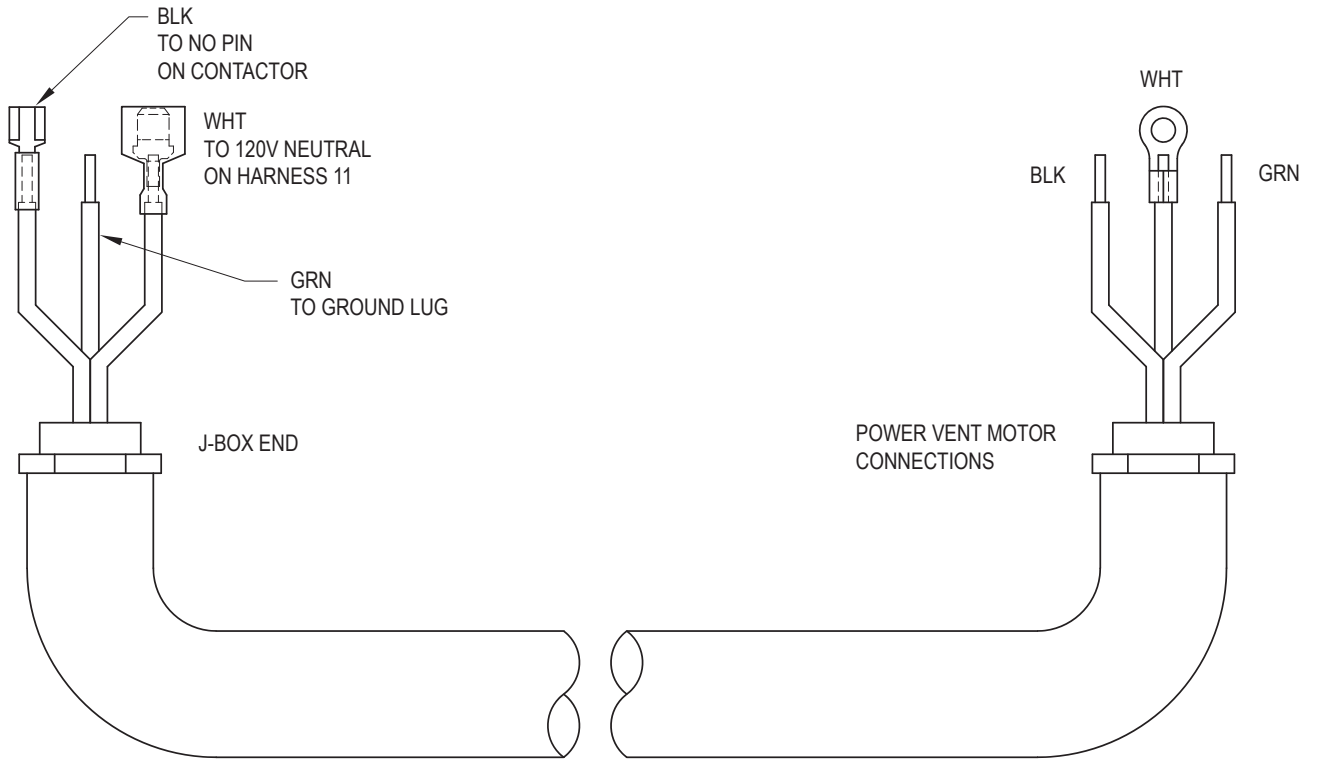 BLK
TO NO PIN
ON CONTACTOR
WHT
TO 120V NEUTRAL
ON HARNESS 11
GRN
TO GROUND LUG
J-BOX END
WHT
BLK
GRN
POWER VENT MOTOR
CONNECTIONS